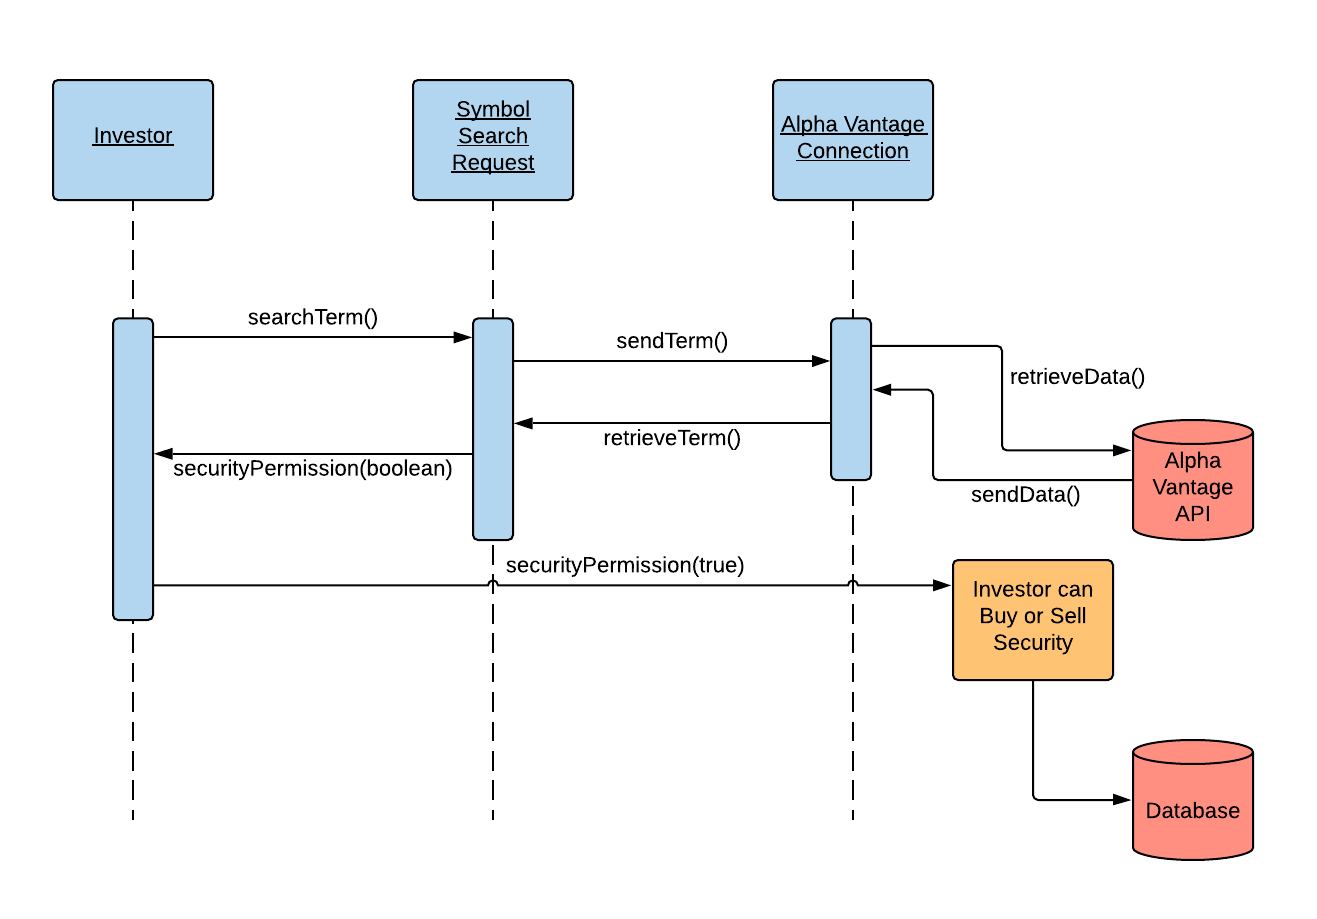 Investor
Symbol
Search
Request
Alpha Vantage
Connection
searchTerm()
sendTerm()
retrieveData()
retrieveTerm()
securityPermission(boolean)
Alpha
Vantage
API
sendData()
securityPermission(true)
Investor can
Buy or Sell
Security
Database